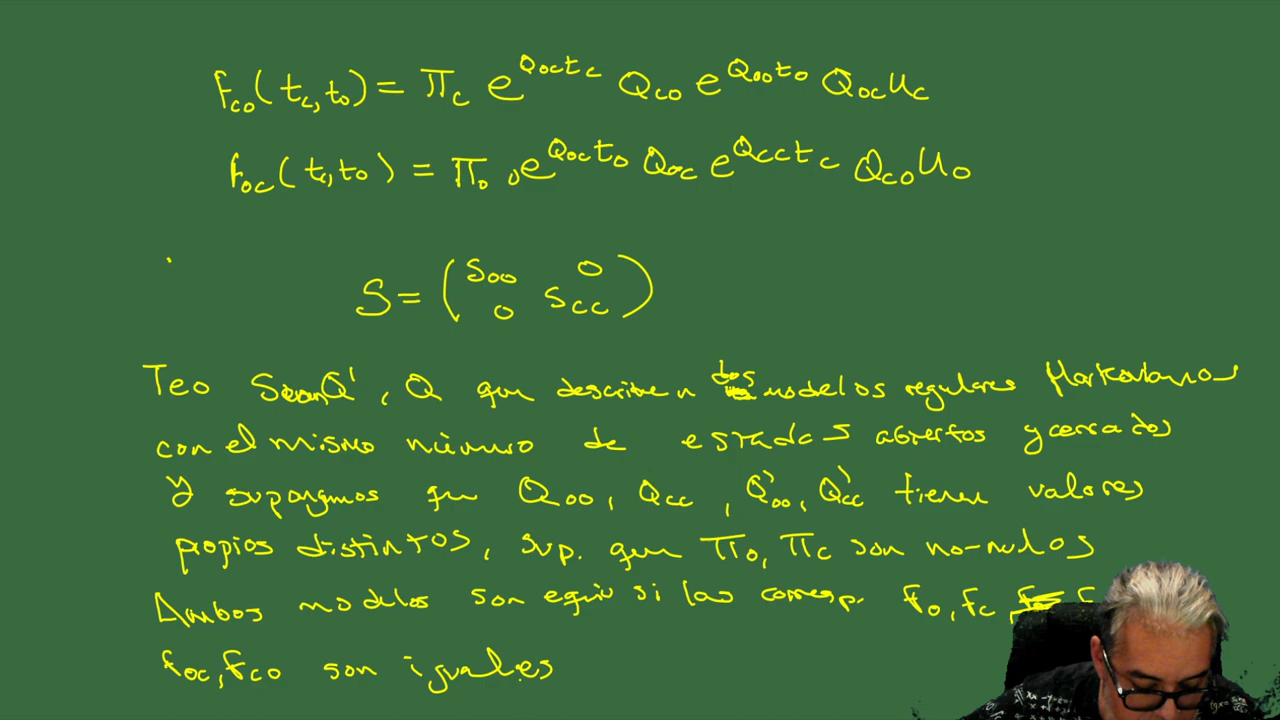 f_co(t_c, t_o) = π_c e^{Q_oc t_c} Q_co e^{Q_oo t_o} Q_oc u_c
f_oc(t_c, t_o) = π_o e^{Q_oc t_o} Q_oc e^{Q_cc t_c} Q_co u_o
S = ( S_oo 0
0 S_cc )
Teo Sean Q', Q que describen dos modelos regulares Markovianos
con el mismo número de estados abiertos y cerrados
y supongmos que Q_oo, Q_cc, Q'_oo, Q'_cc tienen valores
propios distintos, sup. que π_o, π_c son no-nulos
Ambos modelos son equiv si las corresp. f_o, f_c,
f_oc, f_co son iguales